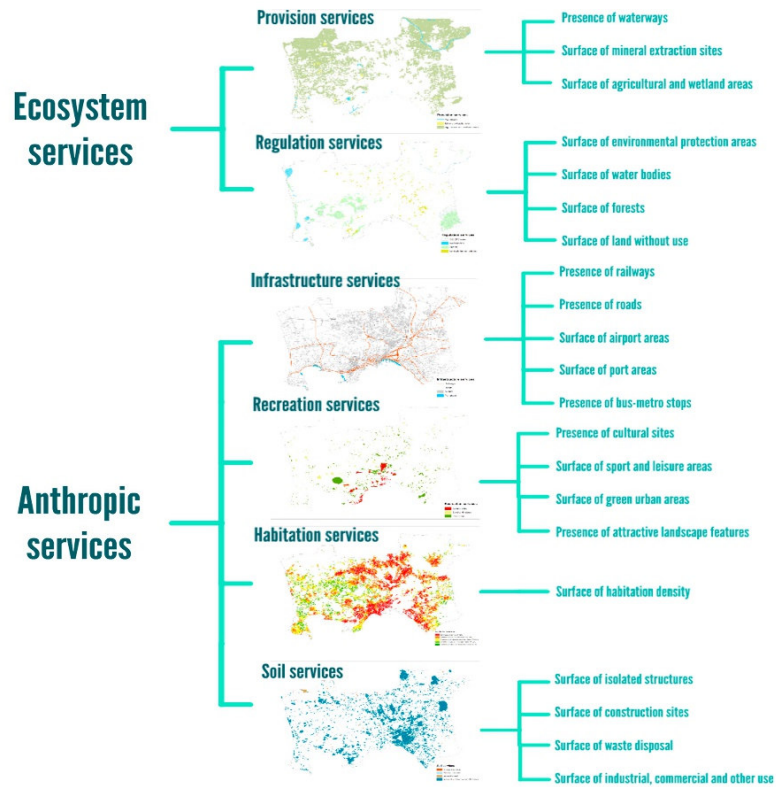 Ecosystem
services
Provision services
Presence of waterways
Surface of mineral extraction sites
Surface of agricultural and wetland areas
Regulation services
Surface of environmental protection areas
Surface of water bodies
Surface of forests
Surface of land without use
Anthropic
services
Infrastructure services
Presence of railways
Presence of roads
Surface of airport areas
Surface of port areas
Presence of bus-metro stops
Recreation services
Presence of cultural sites
Surface of sport and leisure areas
Surface of green urban areas
Presence of attractive landscape features
Habitation services
Surface of habitation density
Soil services
Surface of isolated structures
Surface of construction sites
Surface of waste disposal
Surface of industrial, commercial and other use